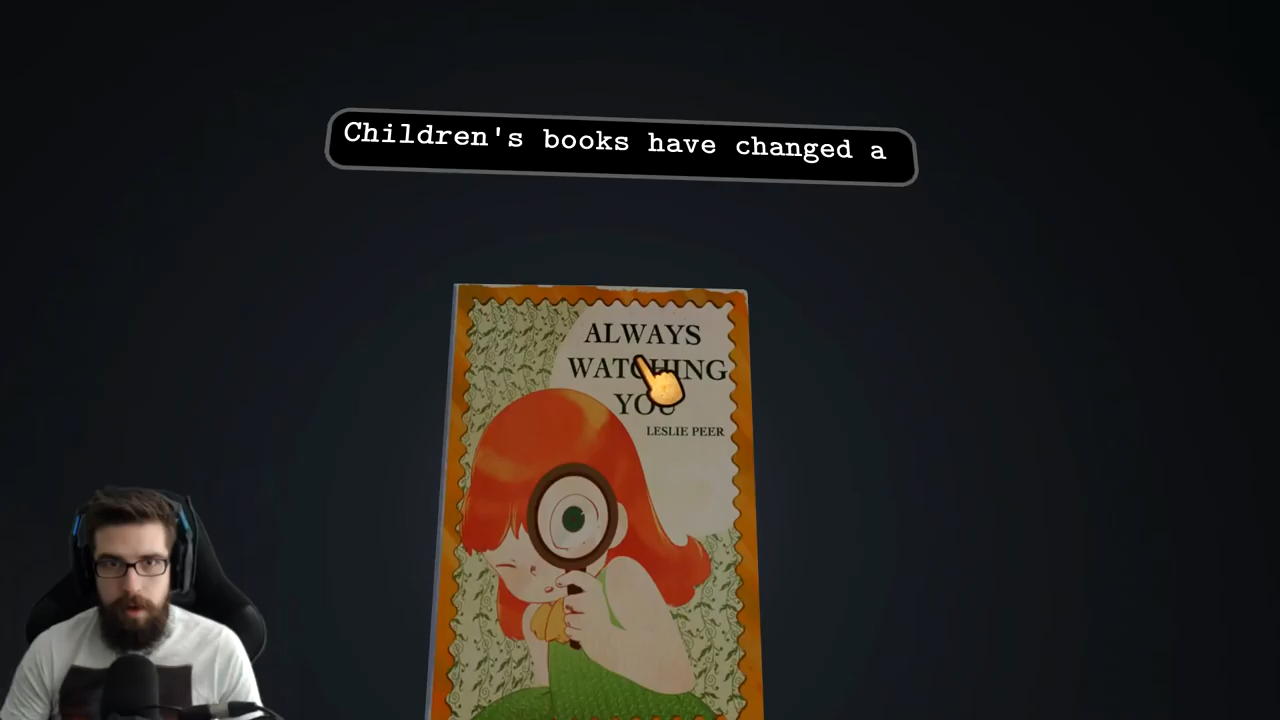 Children's books have changed a
ALWAYS
WATCHING
YOU
LESLIE PEER